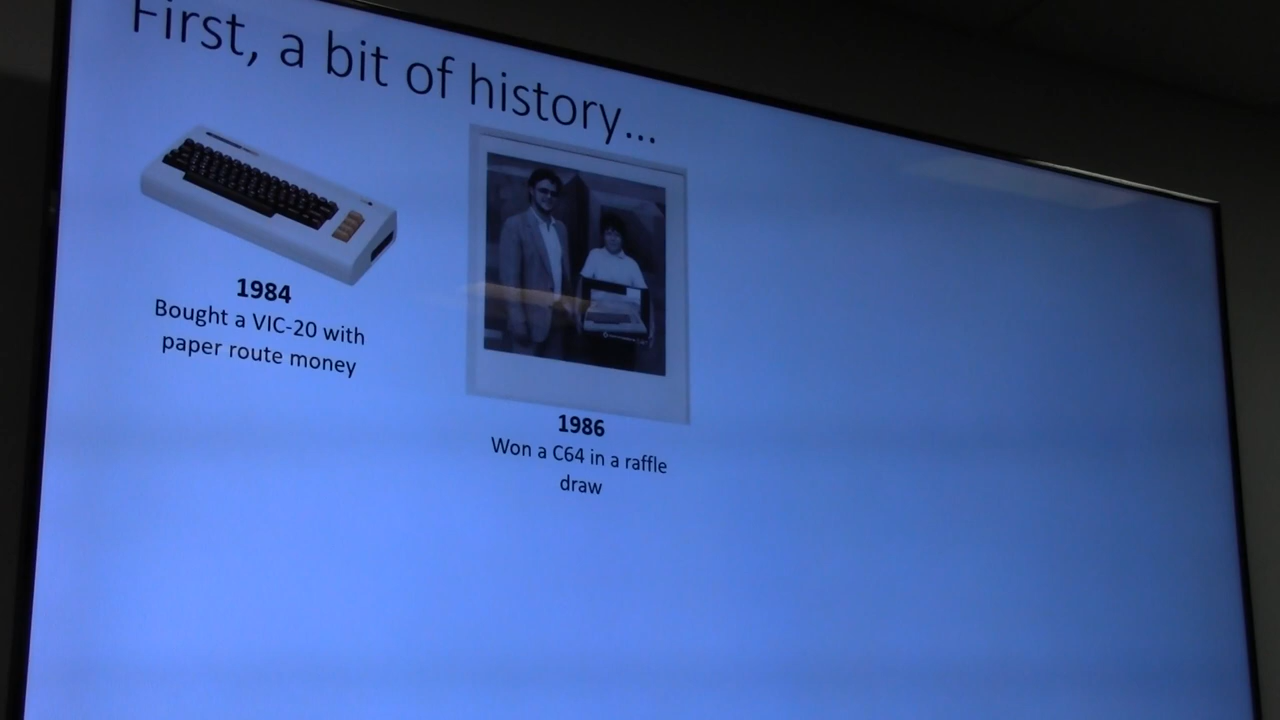 First, a bit of history...
1984
Bought a VIC-20 with
paper route money
1986
Won a C64 in a raffle
draw